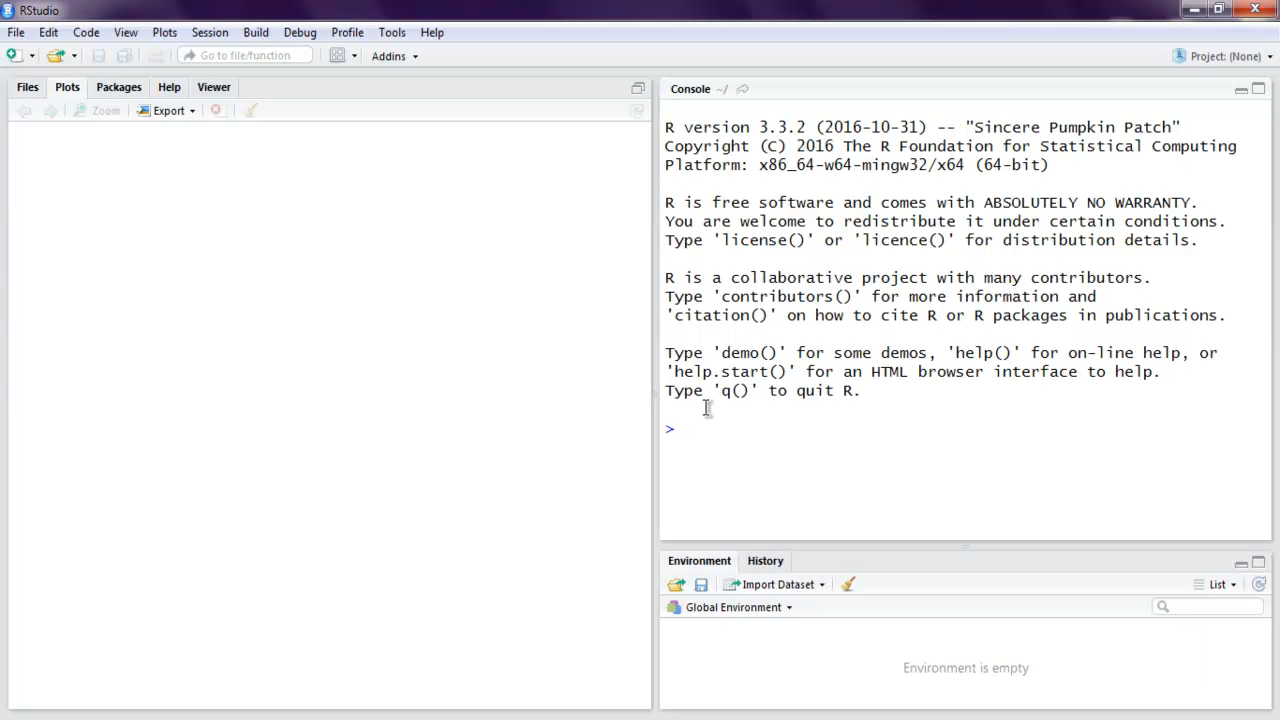 RStudio
File Edit Code View Plots Session Build Debug Profile Tools Help
Go to file/function Addins Project: (None)
Files Plots Packages Help Viewer
Zoom Export
Console ~/
R version 3.3.2 (2016-10-31) -- "Sincere Pumpkin Patch"
Copyright (C) 2016 The R Foundation for Statistical Computing
Platform: x86_64-w64-mingw32/x64 (64-bit)
R is free software and comes with ABSOLUTELY NO WARRANTY.
You are welcome to redistribute it under certain conditions.
Type 'license()' or 'licence()' for distribution details.
R is a collaborative project with many contributors.
Type 'contributors()' for more information and
'citation()' on how to cite R or R packages in publications.
Type 'demo()' for some demos, 'help()' for on-line help, or
'help.start()' for an HTML browser interface to help.
Type 'q()' to quit R.
>
Environment History
Import Dataset List
Global Environment
Environment is empty